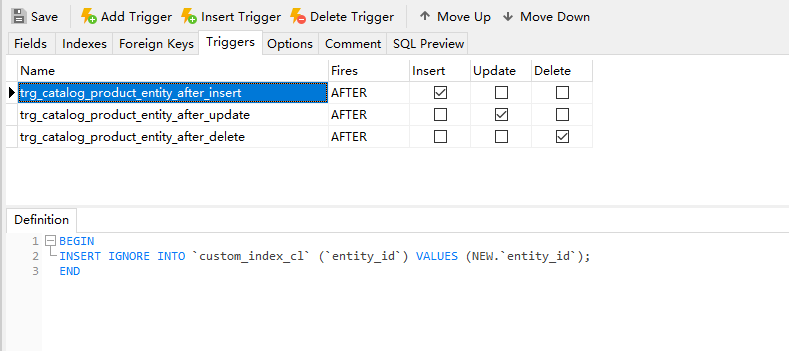 Save Add Trigger Insert Trigger Delete Trigger Move Up Move Down
Fields Indexes Foreign Keys Triggers Options Comment SQL Preview
Name Fires Insert Update Delete
trg_catalog_product_entity_after_insert AFTER
trg_catalog_product_entity_after_update AFTER
trg_catalog_product_entity_after_delete AFTER
Definition
1 BEGIN
2 INSERT IGNORE INTO `custom_index_cl` (`entity_id`) VALUES (NEW.`entity_id`);
3 END